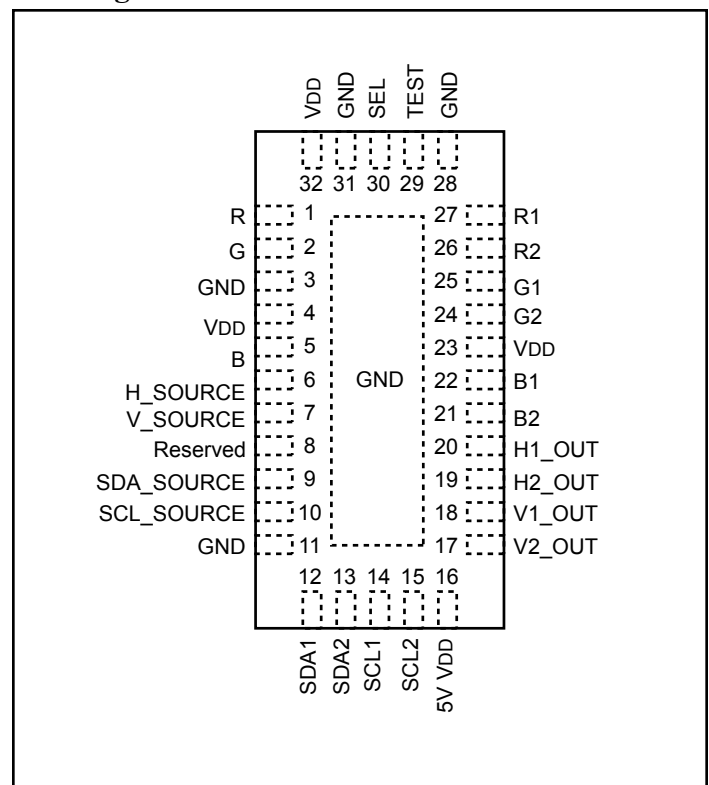 VDD
GND
SEL
TEST
GND
32 31 30 29 28
R 1 27 R1
G 2 26 R2
GND 3 25 G1
VDD 4 24 G2
B 5 23 VDD
H_SOURCE 6 GND 22 B1
V_SOURCE 7 21 B2
Reserved 8 20 H1_OUT
SDA_SOURCE 9 19 H2_OUT
SCL_SOURCE 10 18 V1_OUT
GND 11 17 V2_OUT
12 13 14 15 16
SDA1
SDA2
SCL1
SCL2
5V VDD